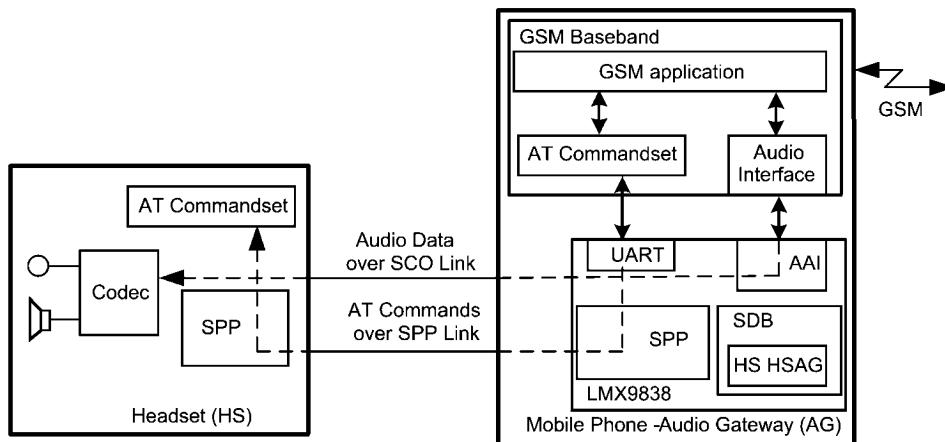 GSM Baseband
GSM application
GSM
AT Commandset
Audio
Interface
AT Commandset
Audio Data
over SCO Link
UART
AAI
Codec
SPP
AT Commands
over SPP Link
SPP
SDB
HS HSAG
LMX9838
Headset (HS)
Mobile Phone -Audio Gateway (AG)